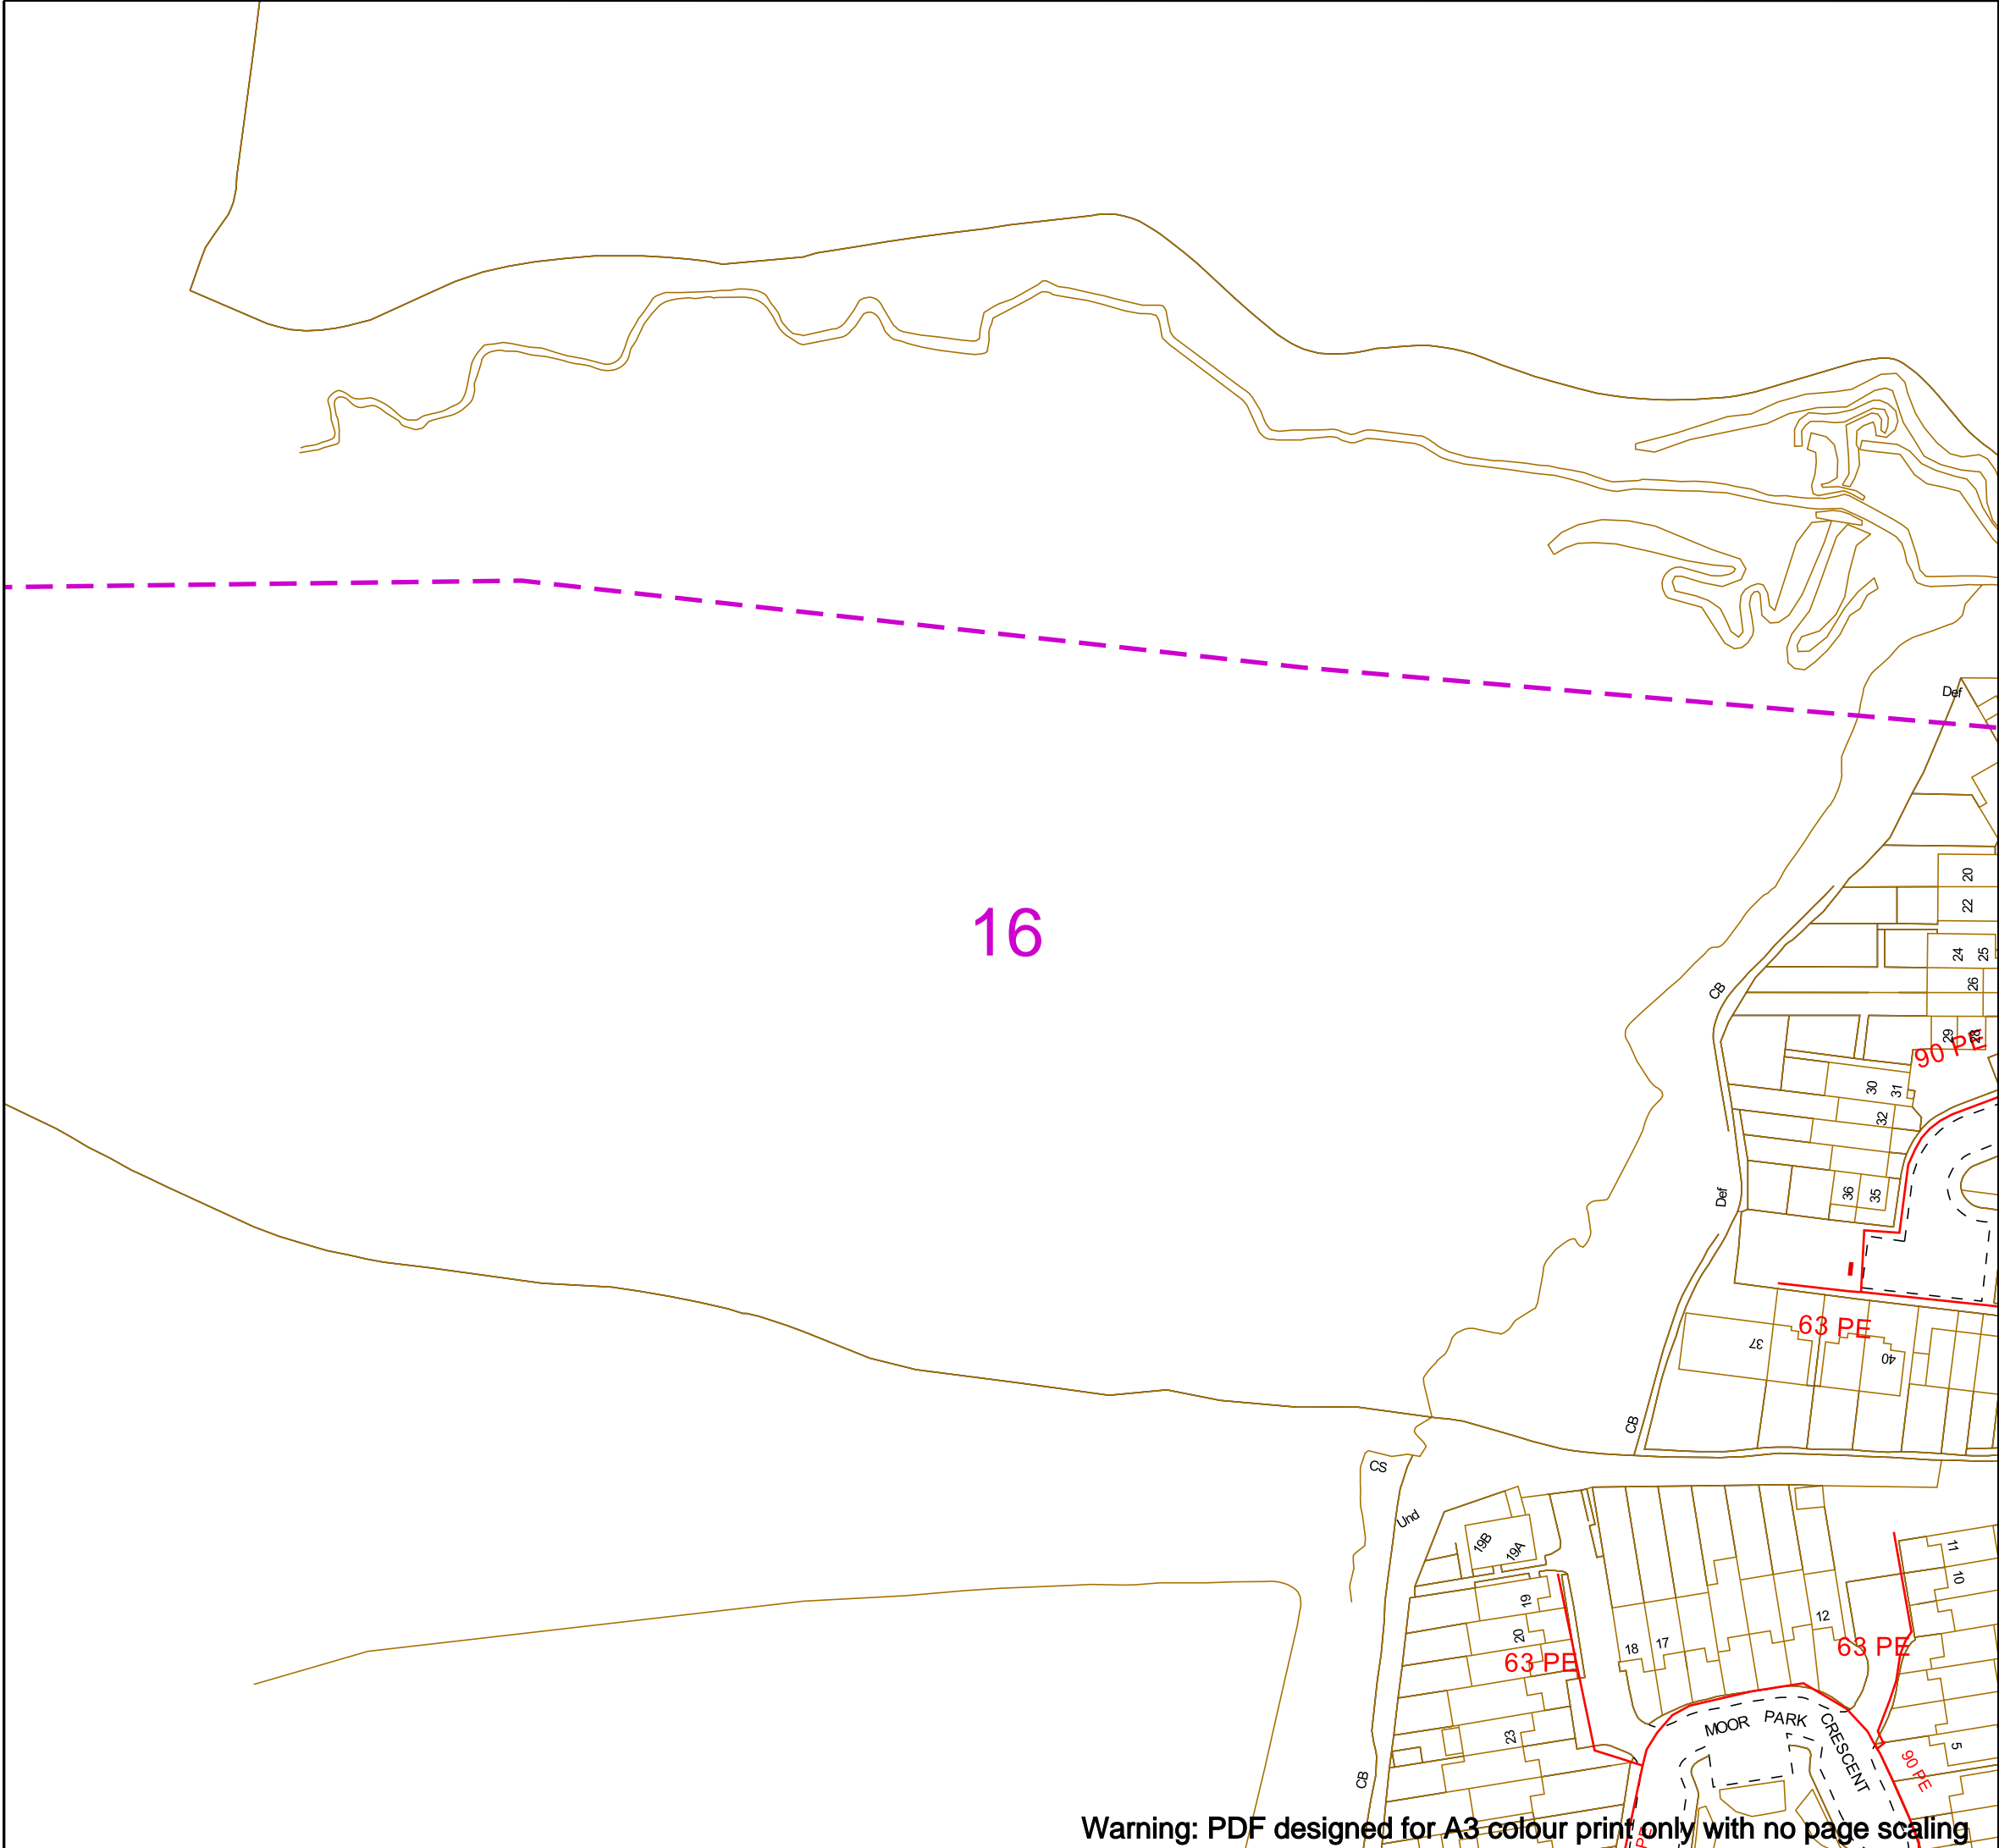 Def
16
20
22
24 25
26
CB
29 28
90 PE
30 31
32
Def
36 35
63 PE
37
40
CB
CS
Und
19B
19A
11
10
19
20
12
18 17
63 PE
63 PE
23
MOOR PARK CRESCENT
5
90 PE
CB
PE
Warning: PDF designed for A3 colour print only with no page scaling